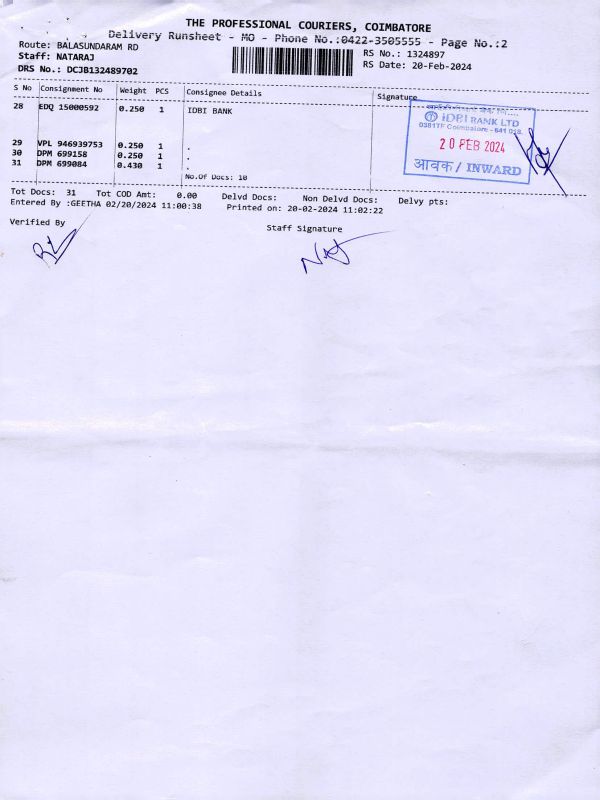 THE PROFESSIONAL COURIERS, COIMBATORE
Delivery Runsheet - MO - Phone No.:0422-3505555 - Page No.:2
Route: BALASUNDARAM RD
RS No.: 1324897
Staff: NATARAJ
RS Date: 20-Feb-2024
DRS No.: DCJB132489702
S No Consignment No Weight PCS Consignee Details Signature
28 EDQ 15000592 0.250 1 IDBI BANK
IDBI BANK LTD
Coimbatore - 641 018.
20 FEB 2024
आवक / INWARD
29 VPL 946939753 0.250 1 .
30 DPM 699158 0.250 1 .
31 DPM 699084 0.430 1 .
No.Of Docs: 10
Tot Docs: 31 Tot COD Amt: 0.00 Delvd Docs: Non Delvd Docs: Delvy pts:
Entered By :GEETHA 02/20/2024 11:00:38 Printed on: 20-02-2024 11:02:22
Verified By
Staff Signature